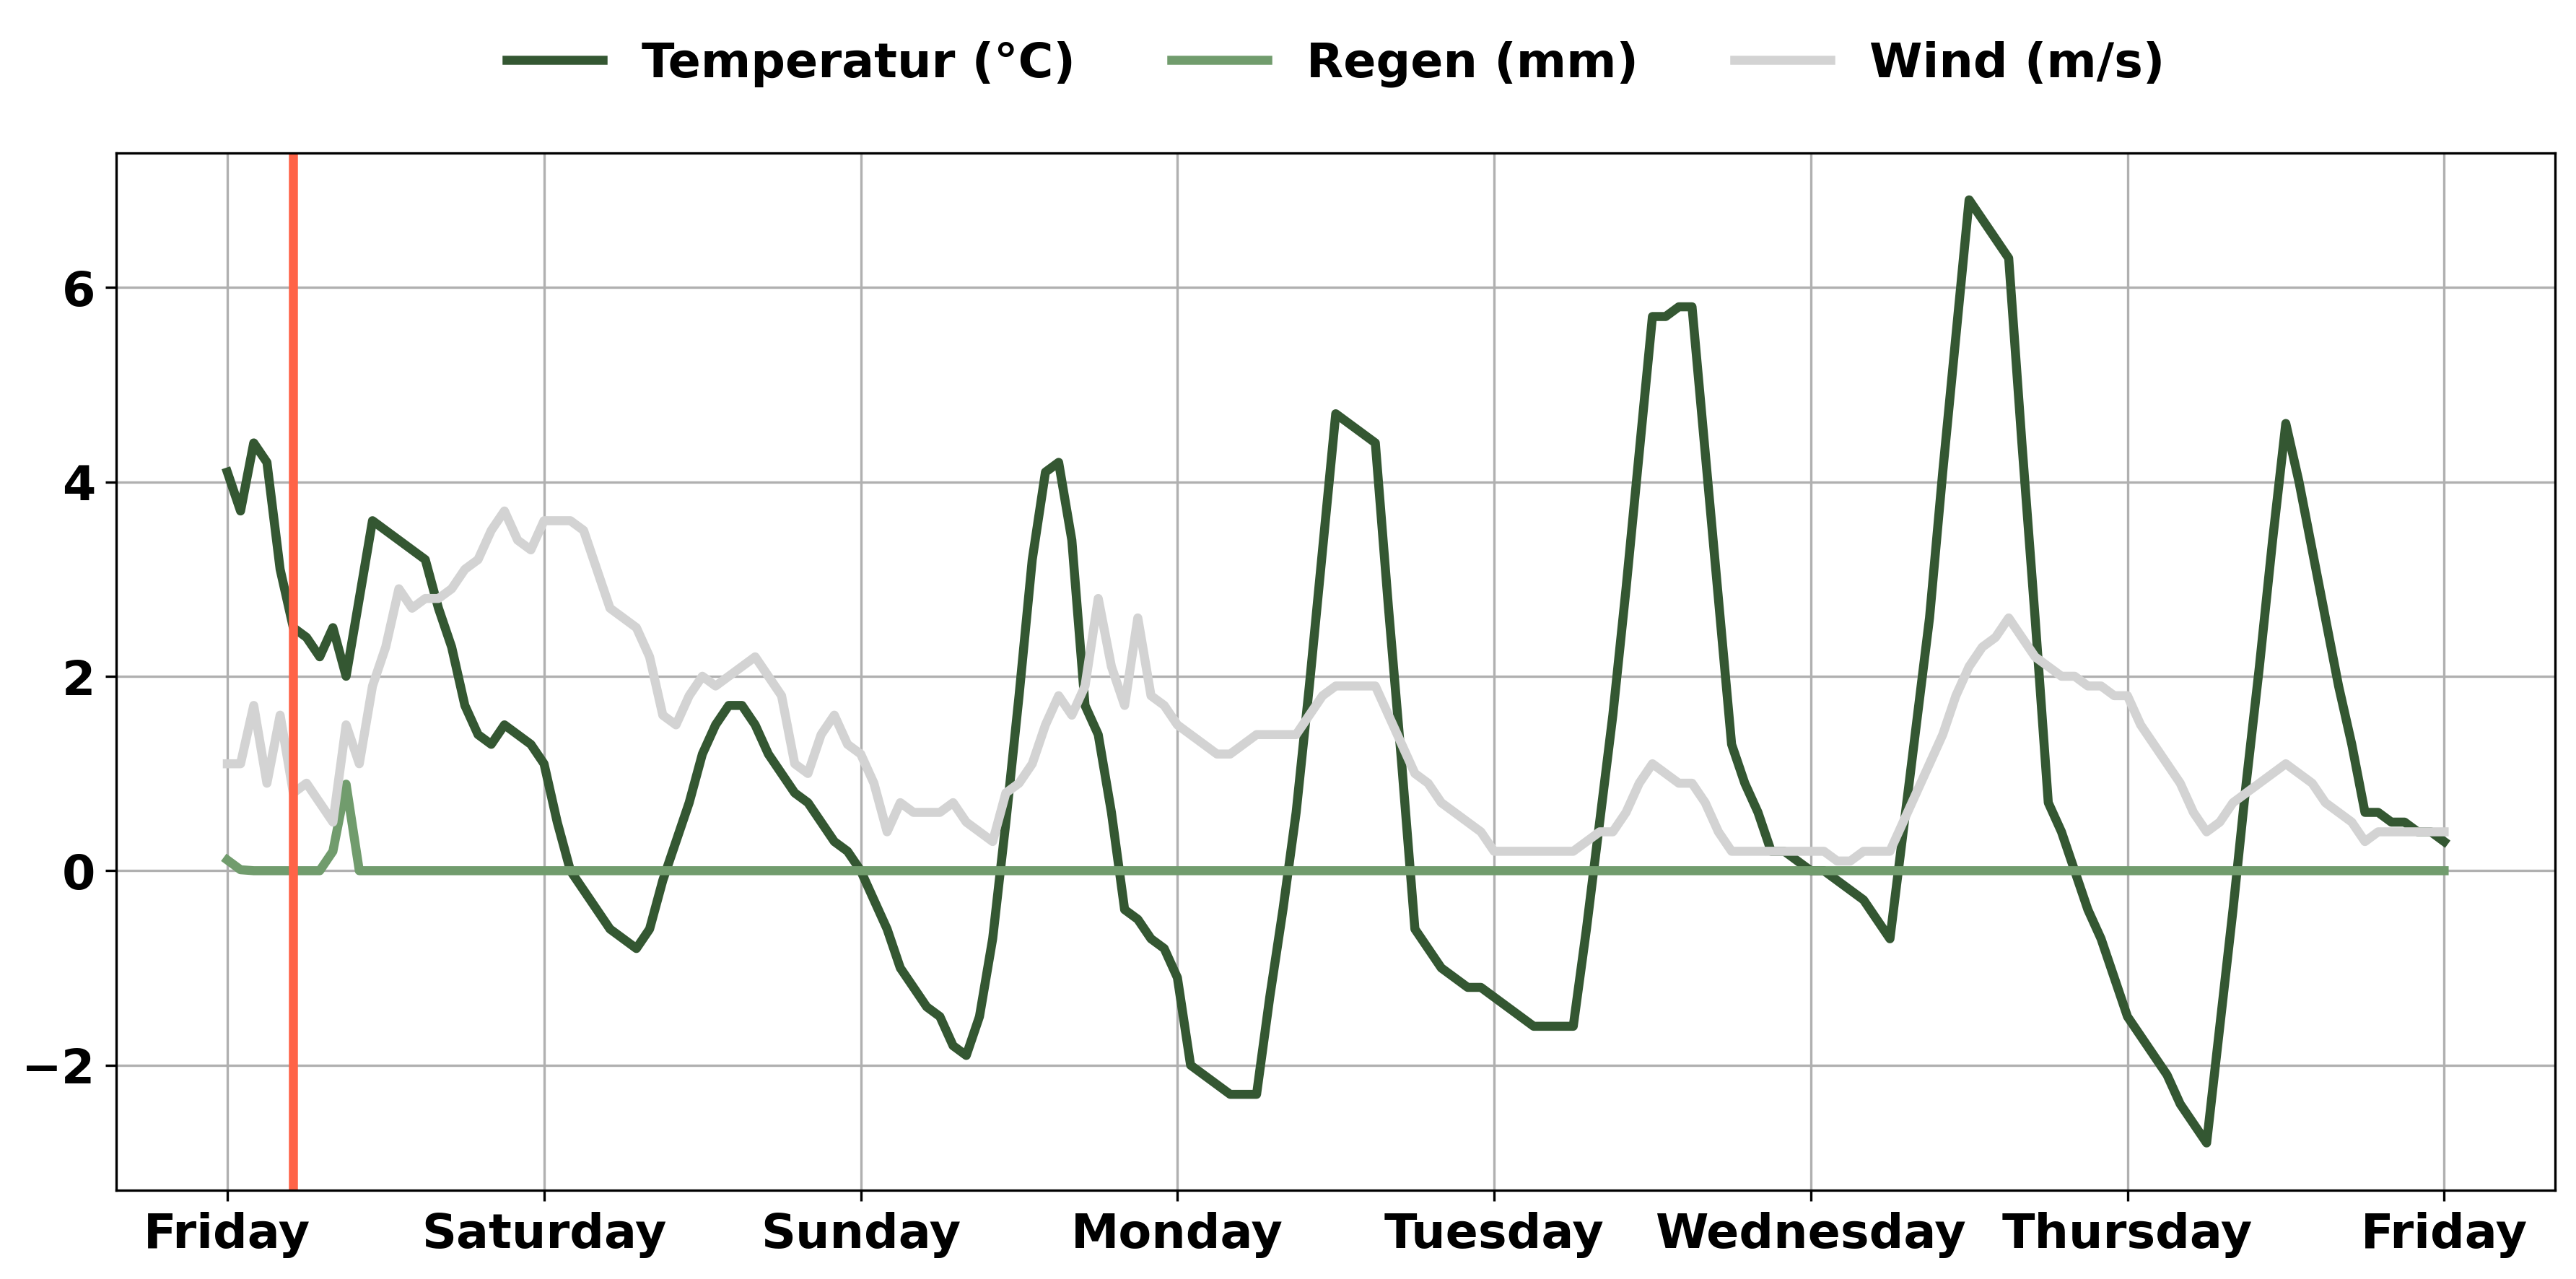 Temperatur (°C) Regen (mm) Wind (m/s)
6
4
2
0
−2
Friday Saturday Sunday Monday Tuesday Wednesday Thursday Friday